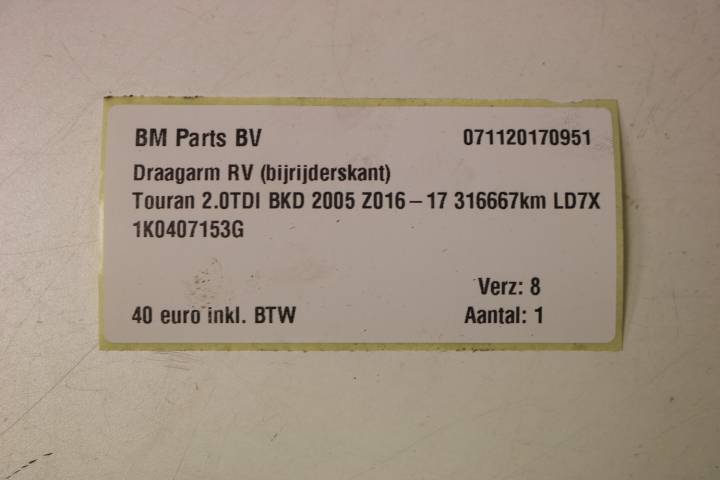 BM Parts BV 071120170951
Draagarm RV (bijrijderskant)
Touran 2.0TDI BKD 2005 Z016-17 316667km LD7X
1K0407153G
Verz: 8
40 euro inkl. BTW Aantal: 1